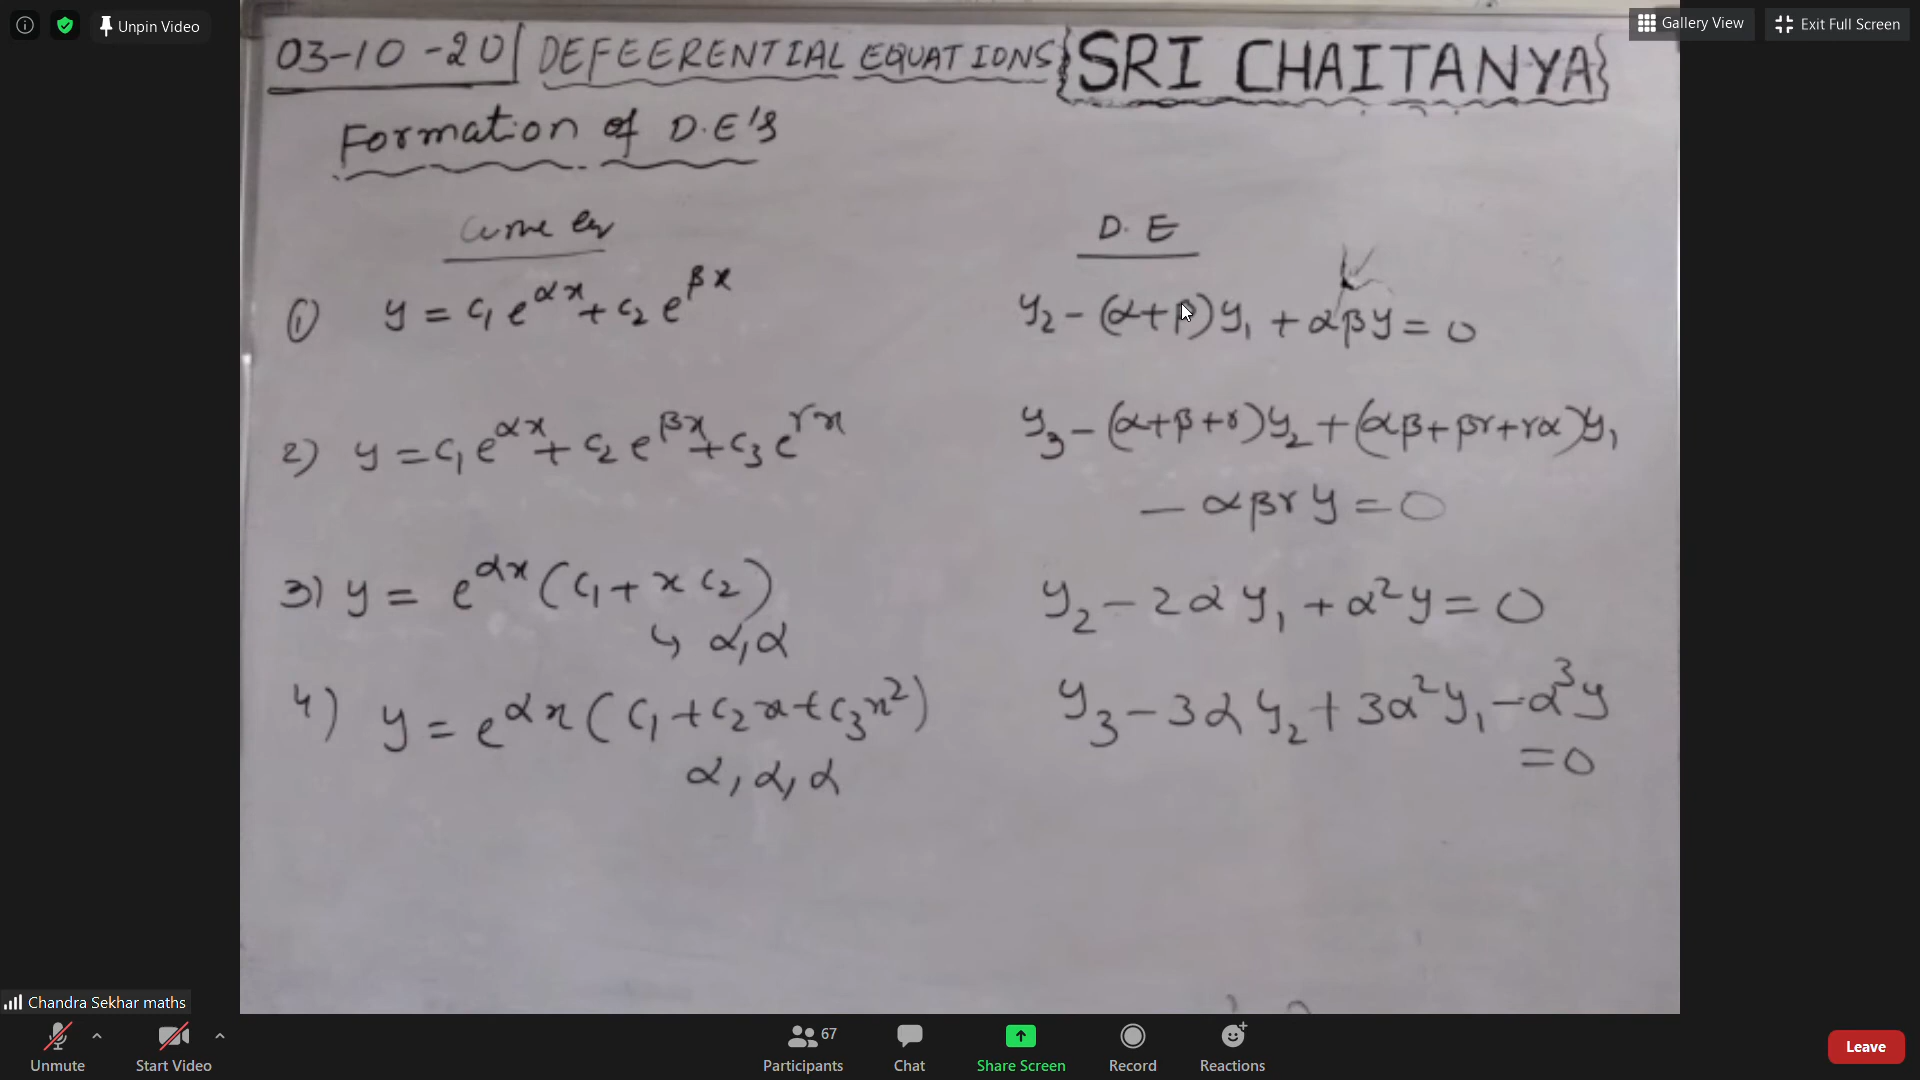 Unpin Video
Gallery View
Exit Full Screen
03-10-20 DEFEERENTIAL EQUATIONS {SRI CHAITANYA}
Formation of D.E's
D.E
① y = c₁e^αx + c₂e^βx
y₂ - (α+β)y₁ + αβy = 0
2) y = c₁e^αx + c₂e^βx + c₃e^γx
y₃ - (α+β+γ)y₂ + (αβ+βγ+γα)y₁
- αβγy = 0
3) y = e^αx (c₁ + x c₂)
↳ α, α
y₂ - 2αy₁ + α²y = 0
4) y = e^αx (c₁ + c₂x + c₃x²)
α, α, α
y₃ - 3αy₂ + 3α²y₁ - α³y
= 0
Chandra Sekhar maths
Unmute
Start Video
Participants 67
Chat
Share Screen
Record
Reactions
Leave